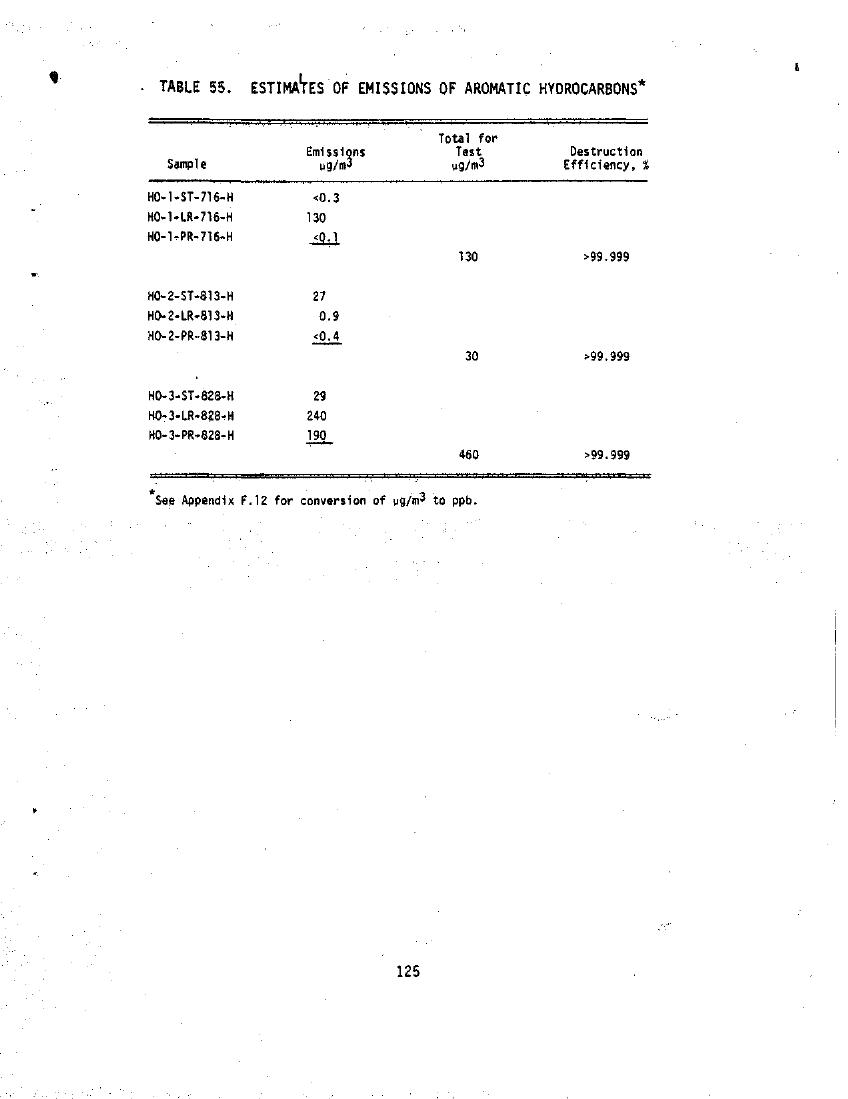 TABLE 55. ESTIMATES OF EMISSIONS OF AROMATIC HYDROCARBONS*
Sample Emissions µg/m3 Total for Test µg/m3 Destruction Efficiency, %
HO-1-ST-716-H <0.3
HO-1-LR-716-H 130
HO-1-PR-716-H <0.1
130 >99.999
HO-2-ST-813-H 27
HO-2-LR-813-H 0.9
HO-2-PR-813-H <0.4
30 >99.999
HO-3-ST-828-H 29
HO-3-LR-828-H 240
HO-3-PR-828-H 190
460 >99.999
*See Appendix F.12 for conversion of µg/m3 to ppb.
125